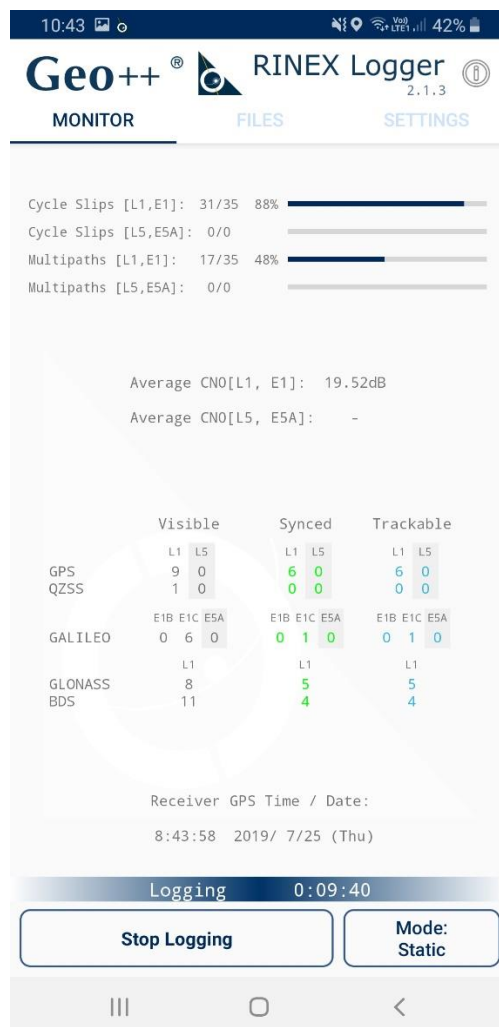 10:43 Vo)) LTE1 42%
Geo++ ® RINEX Logger
2.1.3
MONITOR FILES SETTINGS
Cycle Slips [L1,E1]: 31/35 88%
Cycle Slips [L5,E5A]: 0/0
Multipaths [L1,E1]: 17/35 48%
Multipaths [L5,E5A]: 0/0
Average CN0[L1, E1]: 19.52dB
Average CN0[L5, E5A]: -
Visible Synced Trackable
L1 L5 L1 L5 L1 L5
GPS 9 0 6 0 6 0
QZSS 1 0 0 0 0 0
E1B E1C E5A E1B E1C E5A E1B E1C E5A
GALILEO 0 6 0 0 1 0 0 1 0
L1 L1 L1
GLONASS 8 5 5
BDS 11 4 4
Receiver GPS Time / Date:
8:43:58 2019/ 7/25 (Thu)
Logging 0:09:40
Stop Logging
Mode:
Static